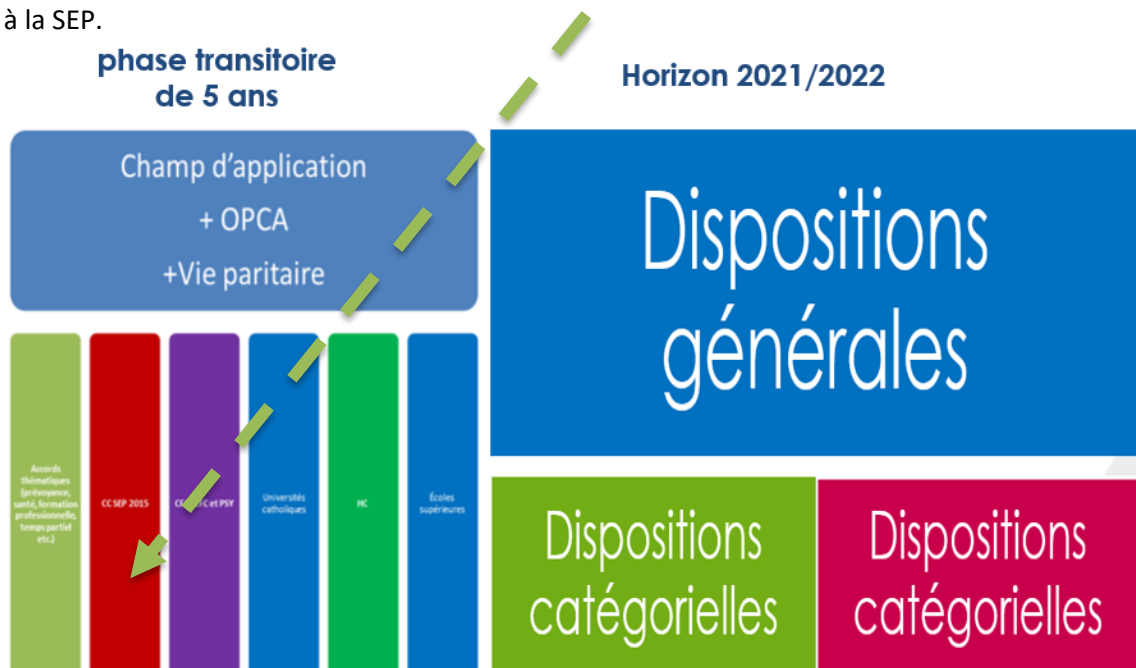 à la SEP.
phase transitoire
de 5 ans
Horizon 2021/2022
Champ d’application
+ OPCA
+Vie paritaire
Dispositions
générales
Accords
thématiques
(prévoyance,
santé, formation
professionnelle,
temps partiel
etc.)
CC SEP 2015
et PSY
Universités
catholiques
HC
Écoles
supérieures
Dispositions
catégorielles
Dispositions
catégorielles